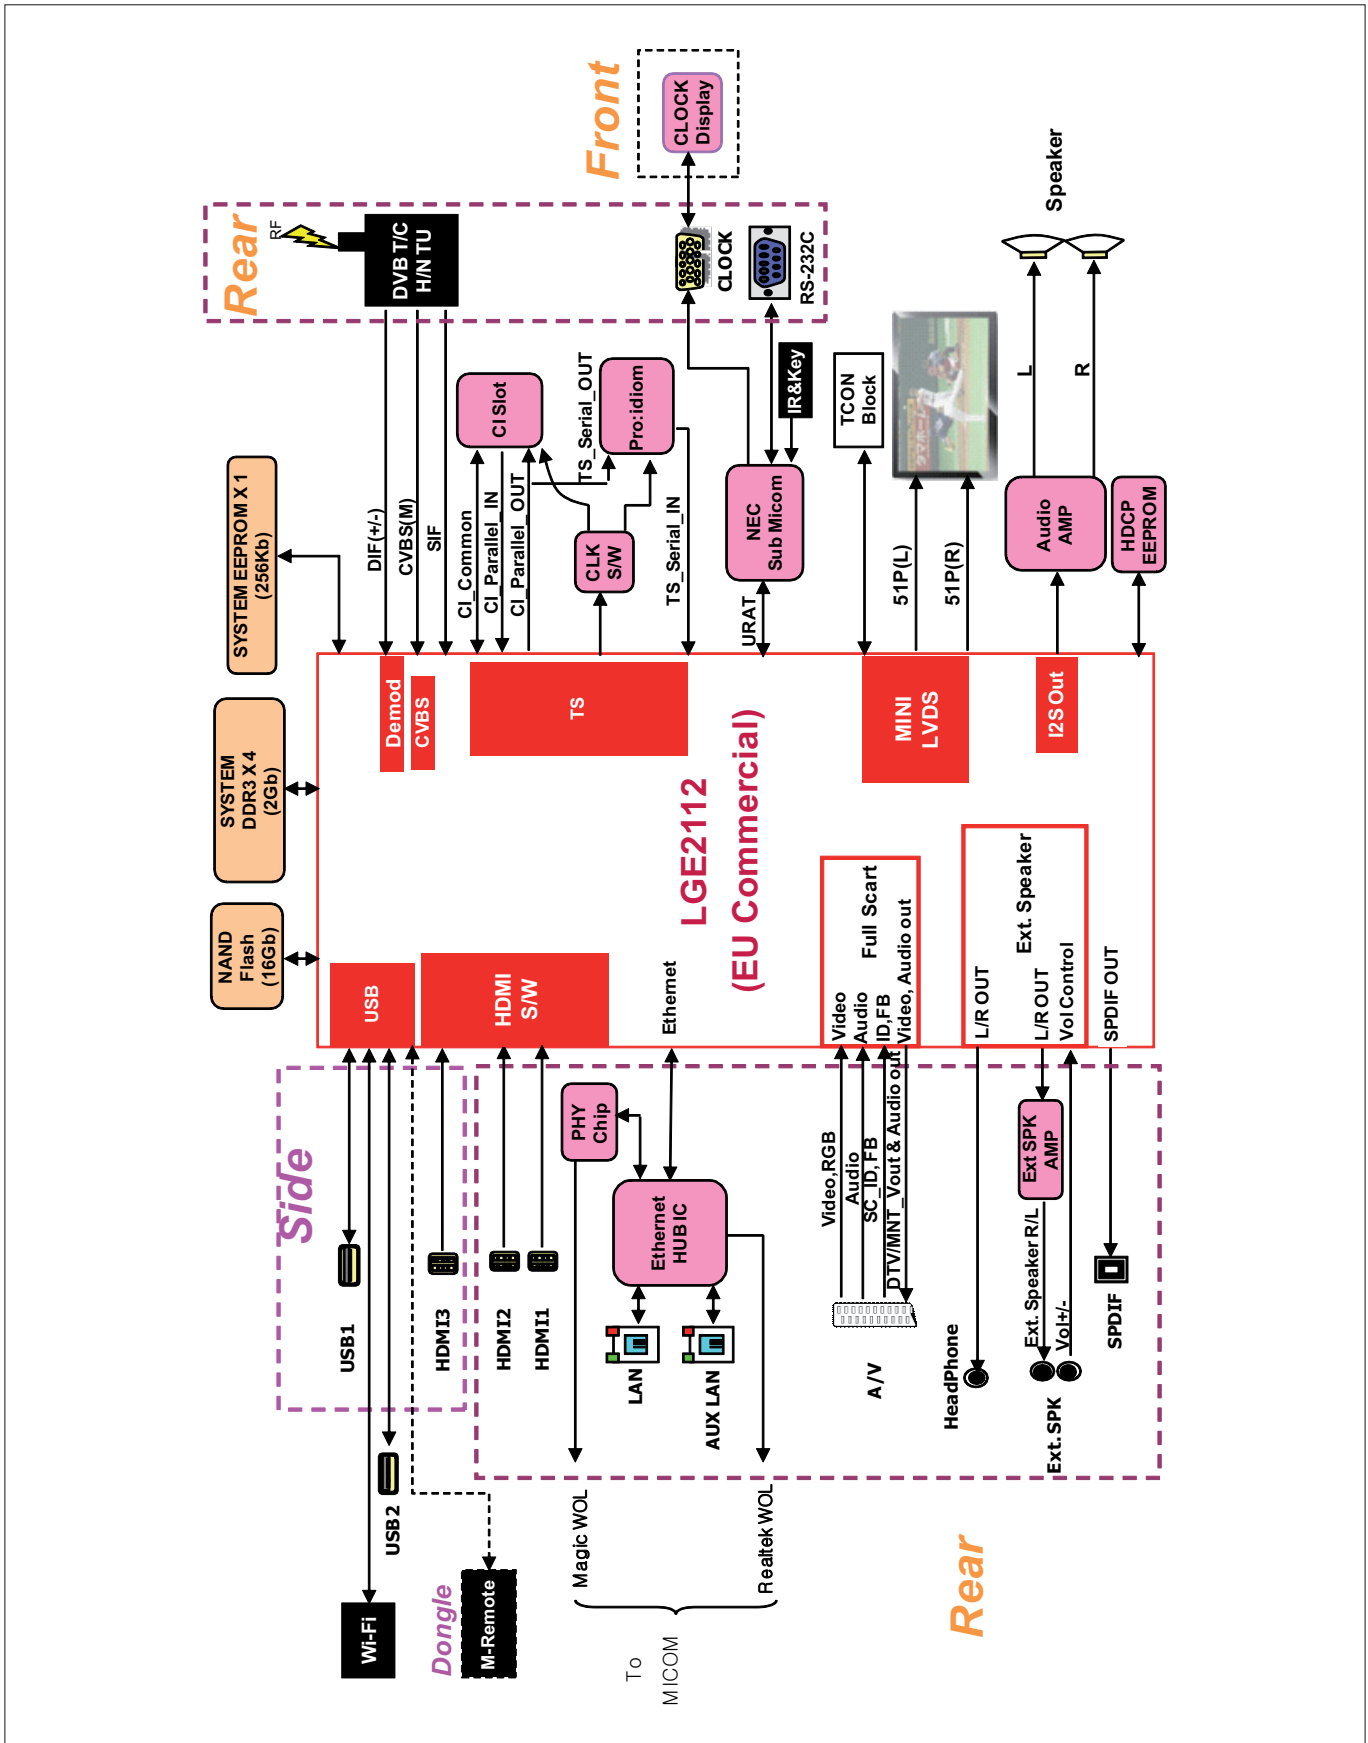 NAND
Flash
(16Gb)
SYSTEM
DDR3 X 4
(2Gb)
SYSTEM EEPROM X 1
(256Kb)
Rear
RF
DVB T/C
H/N TU
DIF(+/-)
CVBS(M)
SIF
Demod
CVBS
Side
USB1
Wi-Fi
USB2
USB
Dongle
M-Remote
HDMI3
HDMI2
HDMI1
HDMI
S/W
CI_Common
CI_Parallel_IN
CI_Parallel_OUT
CI Slot
TS_Serial_OUT
Pro:idiom
CLK
S/W
TS
TS_Serial_IN
Front
CLOCK
Display
CLOCK
RS-232C
IR&Key
NEC
Sub Micom
URAT
LGE2112
(EU Commercial)
Ethernet
PHY
Chip
Ethernet
HUB IC
LAN
AUX LAN
Magic WOL
Realtek WOL
To
MICOM
TCON
Block
MINI
LVDS
51P(L)
51P(R)
Video,RGB
Audio
SC_ID,FB
DTV/MNT_Vout & Audio out
A/V
Video
Audio
ID,FB
Video, Audio out
Full Scart
Ext. Speaker
L/R OUT
L/R OUT
Vol Control
HeadPhone
Ext SPK
AMP
Ext. Speaker R/L
Vol+/-
Ext. SPK
SPDIF OUT
SPDIF
I2S Out
Audio
AMP
HDCP
EEPROM
L
R
Speaker
Rear